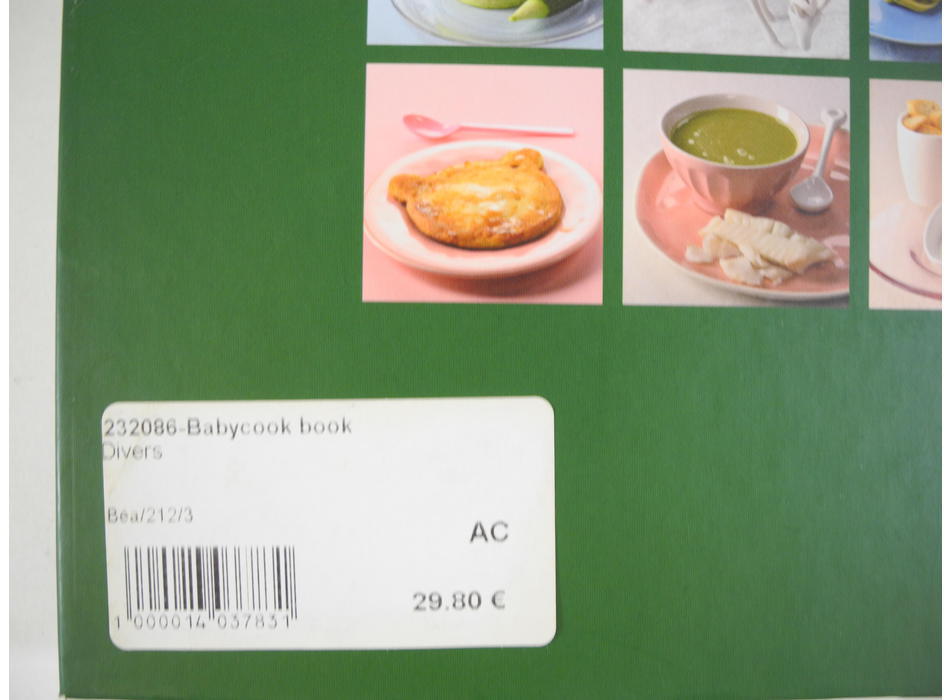 232086-Babycook book
Divers
Bea/212/3
AC
29.80 €
1 000014 037831